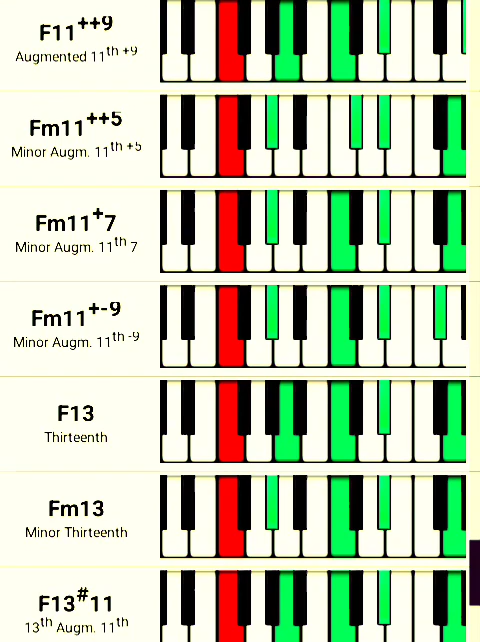 F11⁺⁺⁹
Augmented 11ᵗʰ ⁺⁹
Fm11⁺⁺⁵
Minor Augm. 11ᵗʰ ⁺⁵
Fm11⁺7
Minor Augm. 11ᵗʰ 7
Fm11⁺⁻⁹
Minor Augm. 11ᵗʰ ⁻⁹
F13
Thirteenth
Fm13
Minor Thirteenth
F13#11
13ᵗʰ Augm. 11ᵗʰ